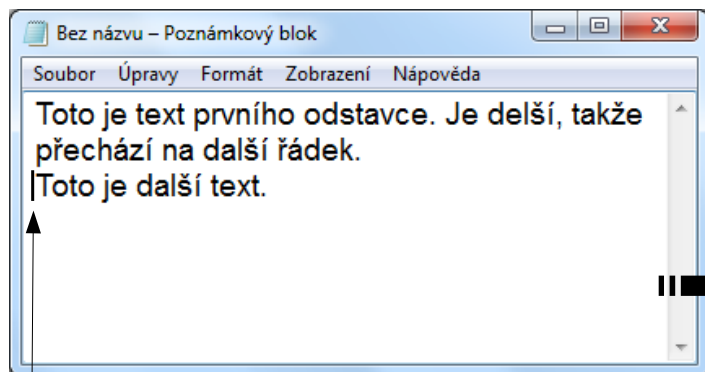 Bez názvu – Poznámkový blok
Soubor Úpravy Formát Zobrazení Nápověda
Toto je text prvního odstavce. Je delší, takže
přechází na další řádek.
Toto je další text.